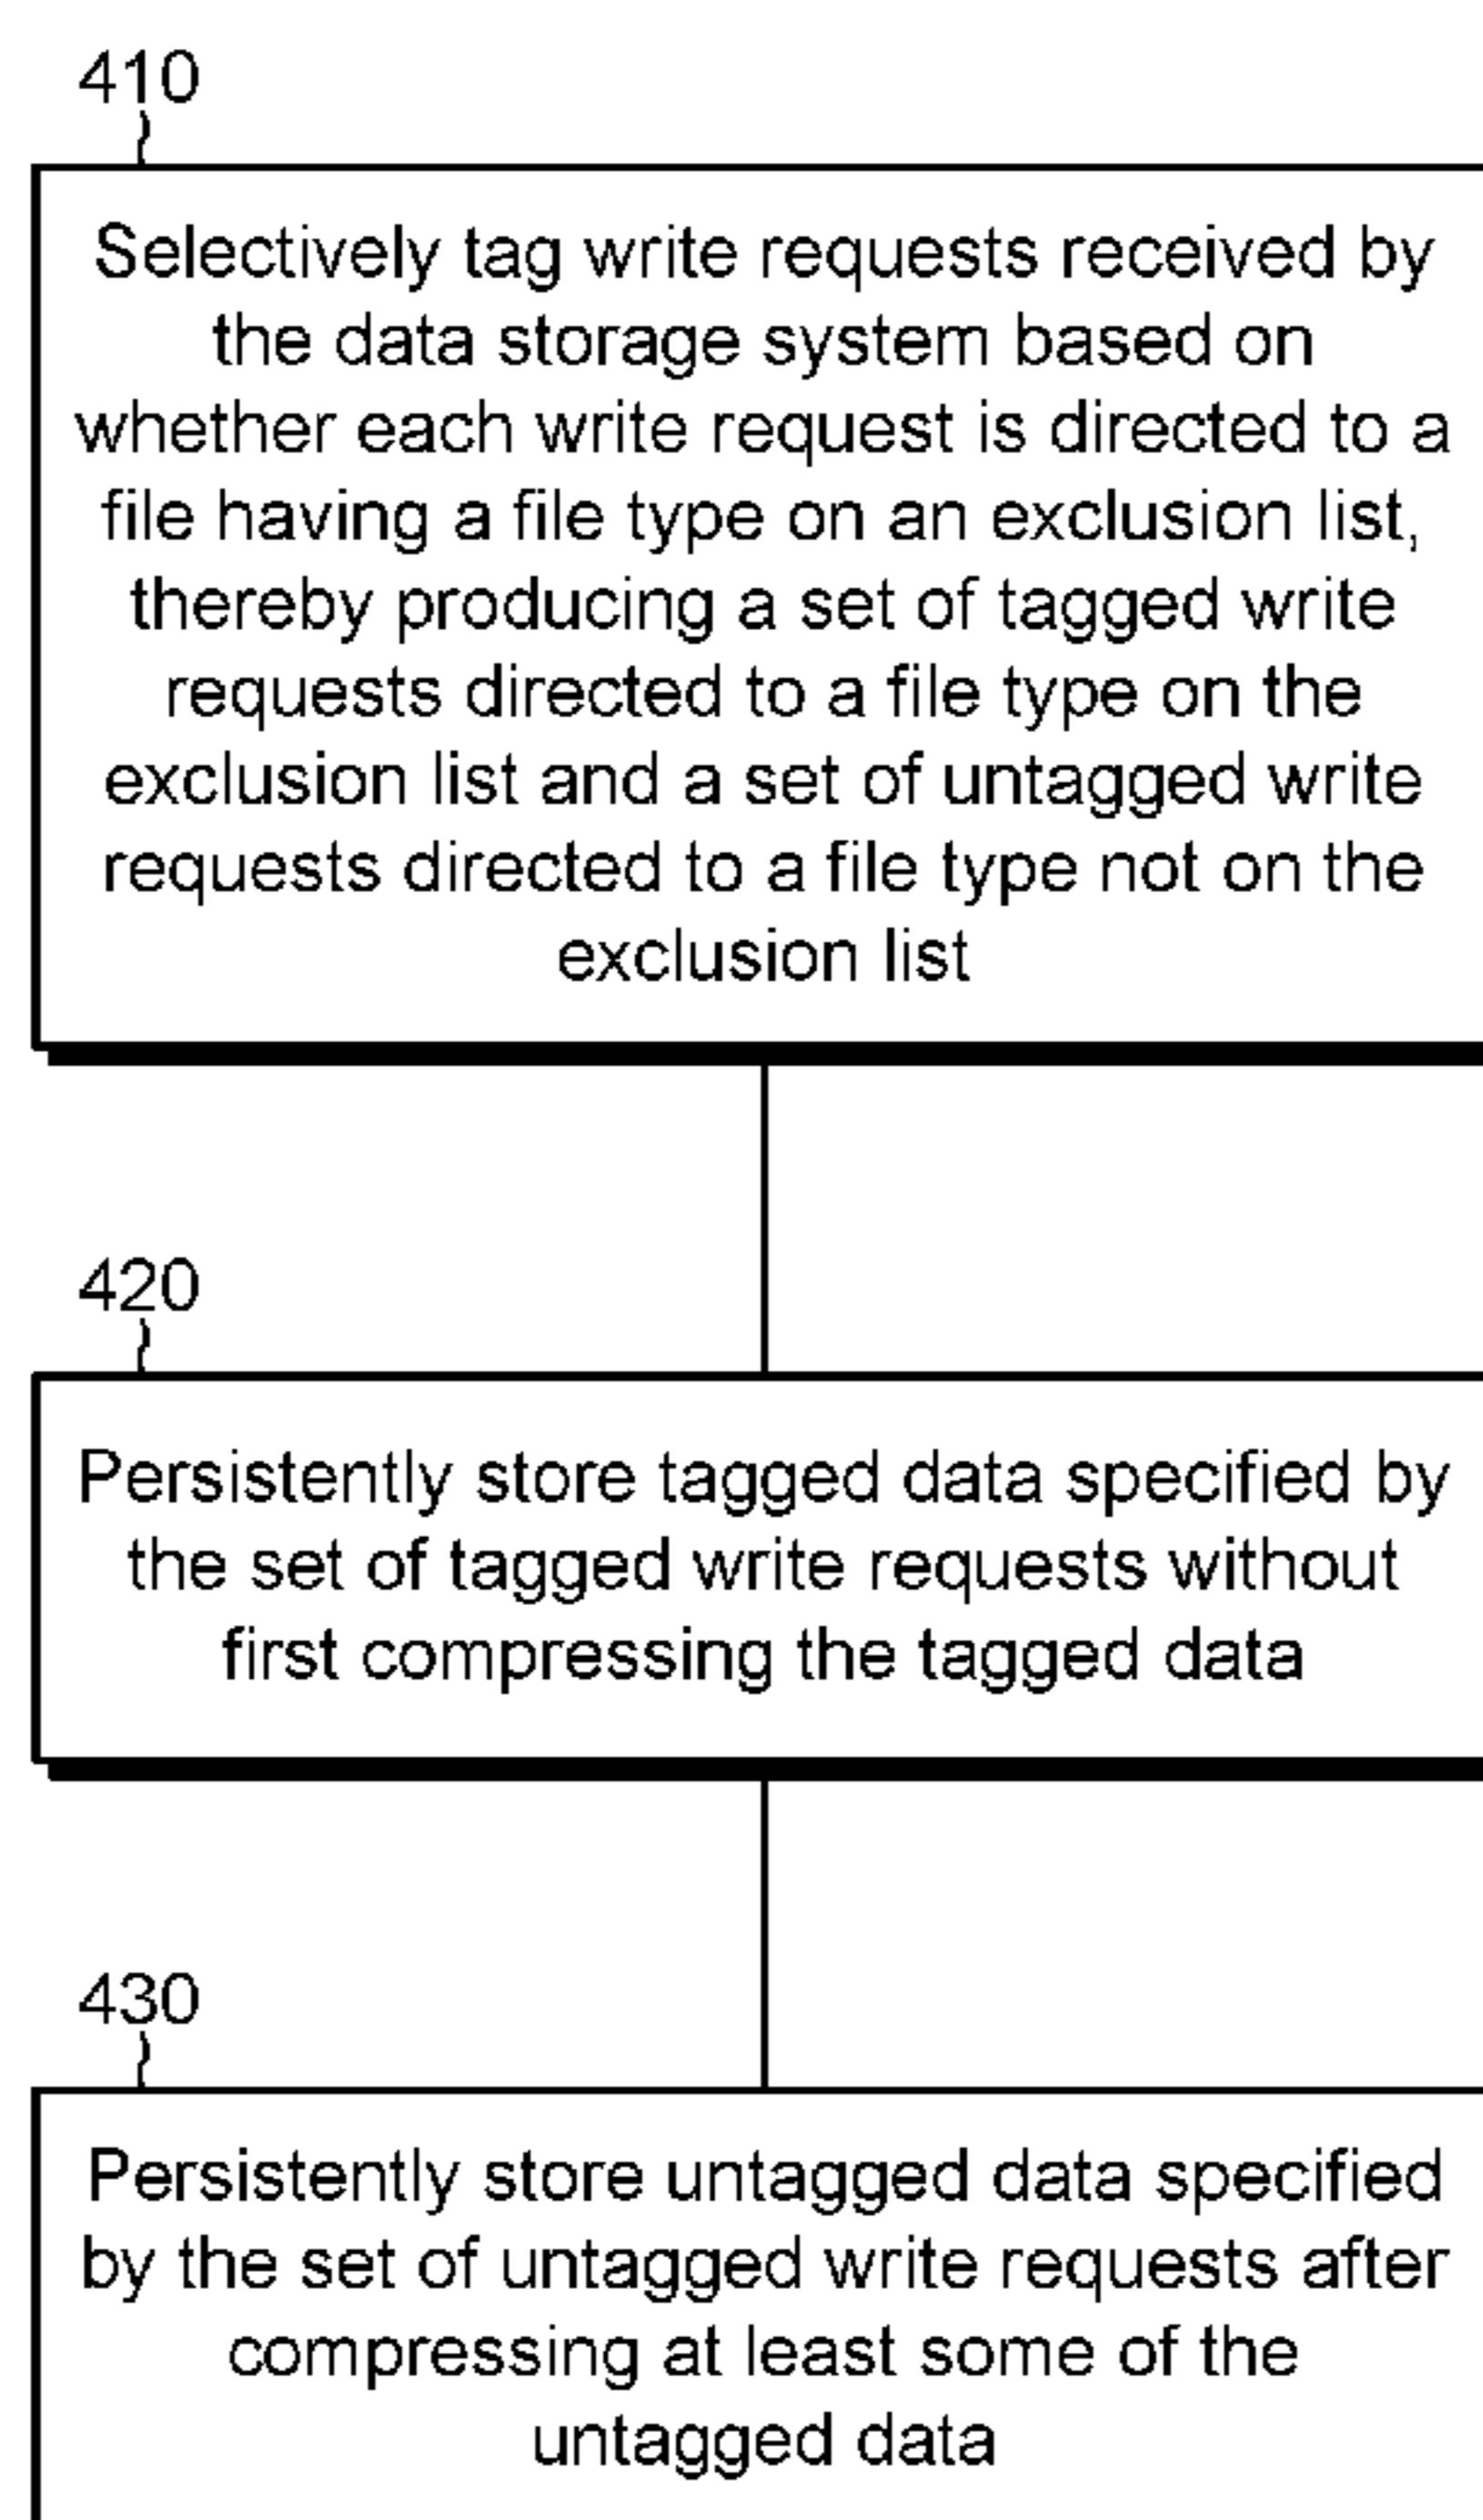 410
Selectively tag write requests received by
the data storage system based on
whether each write request is directed to a
file having a file type on an exclusion list,
thereby producing a set of tagged write
requests directed to a file type on the
exclusion list and a set of untagged write
requests directed to a file type not on the
exclusion list
420
Persistently store tagged data specified by
the set of tagged write requests without
first compressing the tagged data
430
Persistently store untagged data specified
by the set of untagged write requests after
compressing at least some of the
untagged data